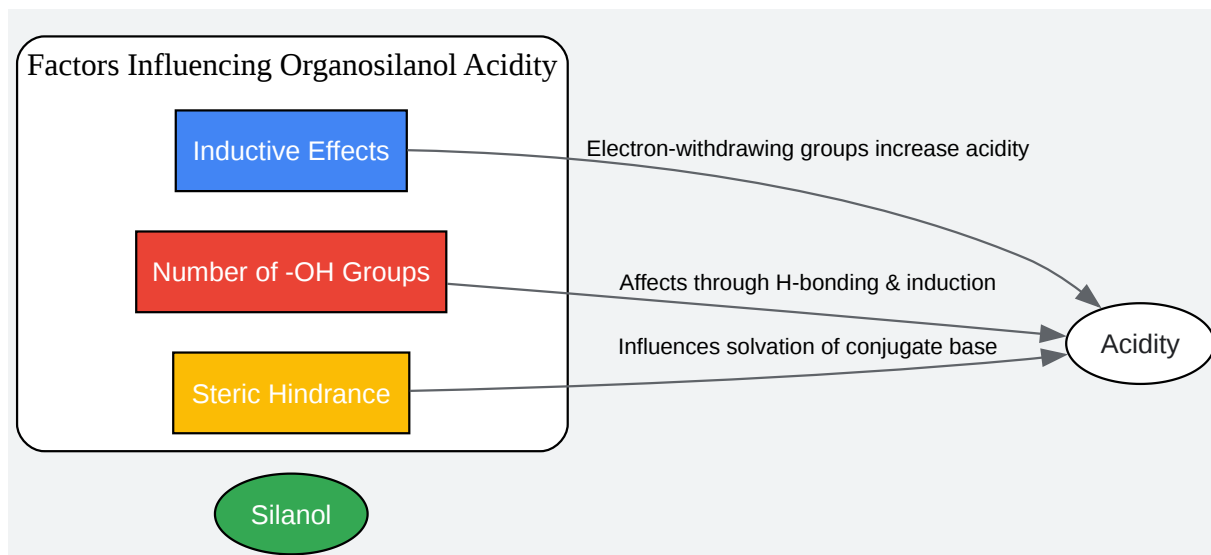 Factors Influencing Organosilanol Acidity
Inductive Effects
Electron-withdrawing groups increase acidity
Number of -OH Groups
Affects through H-bonding & induction
Acidity
Influences solvation of conjugate base
Steric Hindrance
Silanol